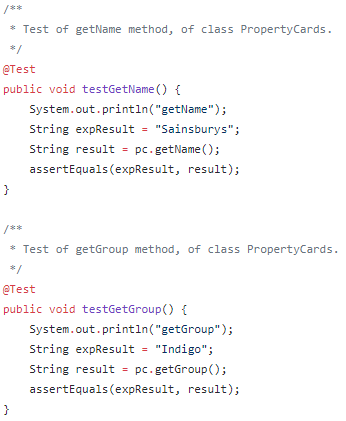 /**
 * Test of getName method, of class PropertyCards.
 */
@Test
public void testGetName() {
    System.out.println("getName");
    String expResult = "Sainsburys";
    String result = pc.getName();
    assertEquals(expResult, result);
}
/**
 * Test of getGroup method, of class PropertyCards.
 */
@Test
public void testGetGroup() {
    System.out.println("getGroup");
    String expResult = "Indigo";
    String result = pc.getGroup();
    assertEquals(expResult, result);
}